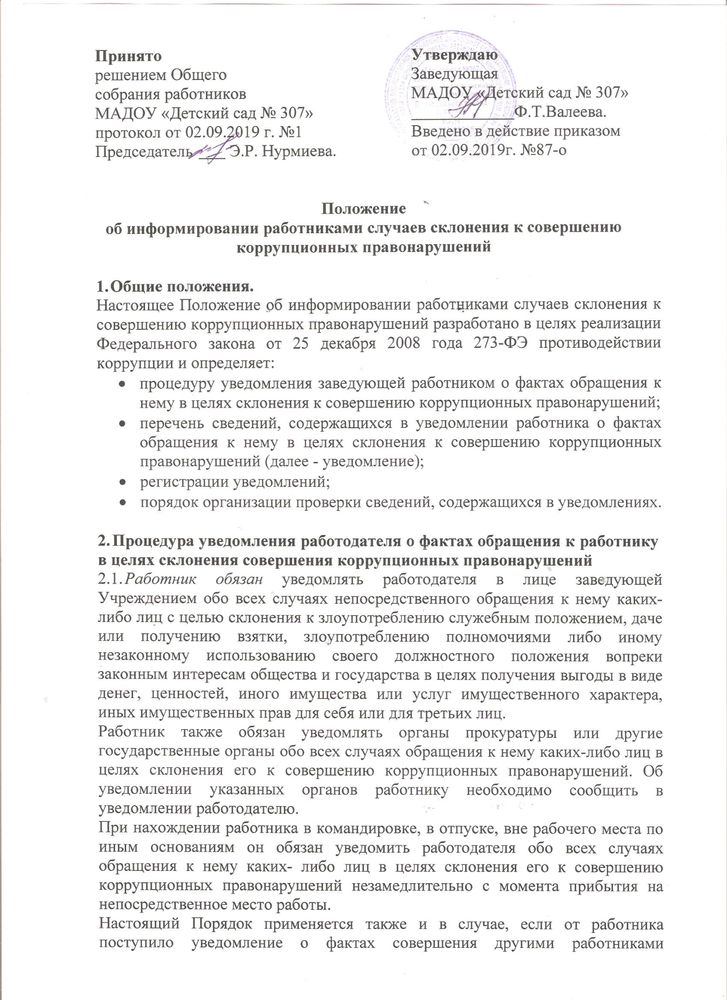 Принято
решением Общего
собрания работников
МАДОУ «Детский сад № 307»
протокол от 02.09.2019 г. №1
Председатель ___ Э.Р. Нурмиева.
Утверждаю
Заведующая
МАДОУ «Детский сад № 307»
____________Ф.Т.Валеева.
Введено в действие приказом
от 02.09.2019г. №87-о
Положение
об информировании работниками случаев склонения к совершению
коррупционных правонарушений
1.Общие положения.
Настоящее Положение об информировании работниками случаев склонения к
совершению коррупционных правонарушений разработано в целях реализации
Федерального закона от 25 декабря 2008 года 273-ФЭ противодействии
коррупции и определяет:
• процедуру уведомления заведующей работником о фактах обращения к
нему в целях склонения к совершению коррупционных правонарушений;
• перечень сведений, содержащихся в уведомлении работника о фактах
обращения к нему в целях склонения к совершению коррупционных
правонарушений (далее - уведомление);
• регистрации уведомлений;
• порядок организации проверки сведений, содержащихся в уведомлениях.
2.Процедура уведомления работодателя о фактах обращения к работнику
в целях склонения совершения коррупционных правонарушений
2.1.Работник обязан уведомлять работодателя в лице заведующей
Учреждением обо всех случаях непосредственного обращения к нему каких-
либо лиц с целью склонения к злоупотреблению служебным положением, даче
или получению взятки, злоупотреблению полномочиями либо иному
незаконному использованию своего должностного положения вопреки
законным интересам общества и государства в целях получения выгоды в виде
денег, ценностей, иного имущества или услуг имущественного характера,
иных имущественных прав для себя или для третьих лиц.
Работник также обязан уведомлять органы прокуратуры или другие
государственные органы обо всех случаях обращения к нему каких-либо лиц в
целях склонения его к совершению коррупционных правонарушений. Об
уведомлении указанных органов работнику необходимо сообщить в
уведомлении работодателю.
При нахождении работника в командировке, в отпуске, вне рабочего места по
иным основаниям он обязан уведомить работодателя обо всех случаях
обращения к нему каких- либо лиц в целях склонения его к совершению
коррупционных правонарушений незамедлительно с момента прибытия на
непосредственное место работы.
Настоящий Порядок применяется также и в случае, если от работника
поступило уведомление о фактах совершения другими работниками